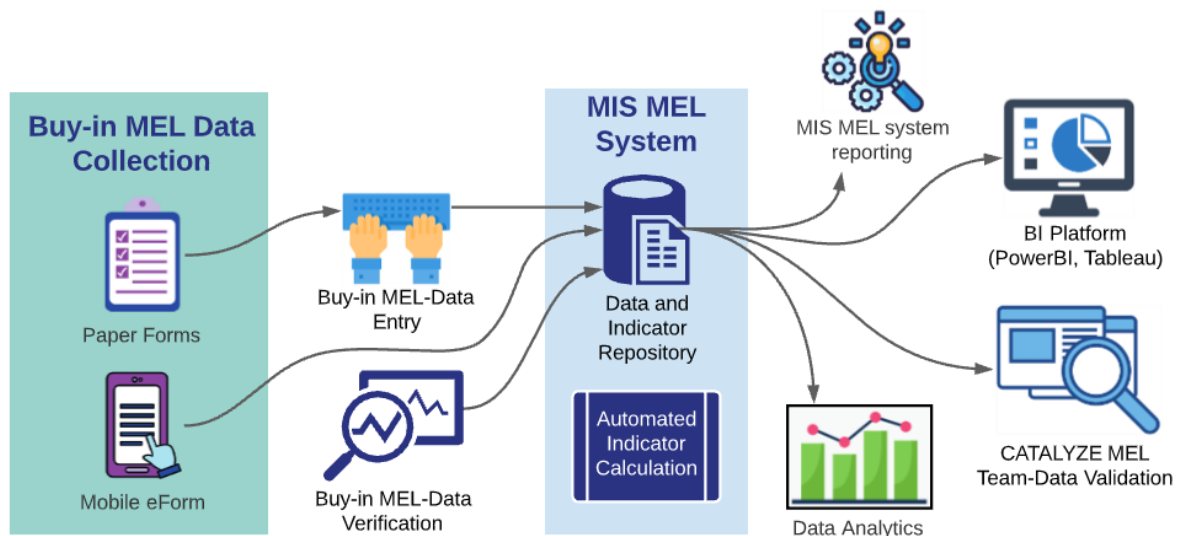 Buy-in MEL Data
Collection
Paper Forms
Mobile eForm
Buy-in MEL-Data
Entry
Buy-in MEL-Data
Verification
MIS MEL
System
Data and
Indicator
Repository
Automated
Indicator
Calculation
MIS MEL system
reporting
BI Platform
(PowerBI, Tableau)
CATALYZE MEL
Team-Data Validation
Data Analytics